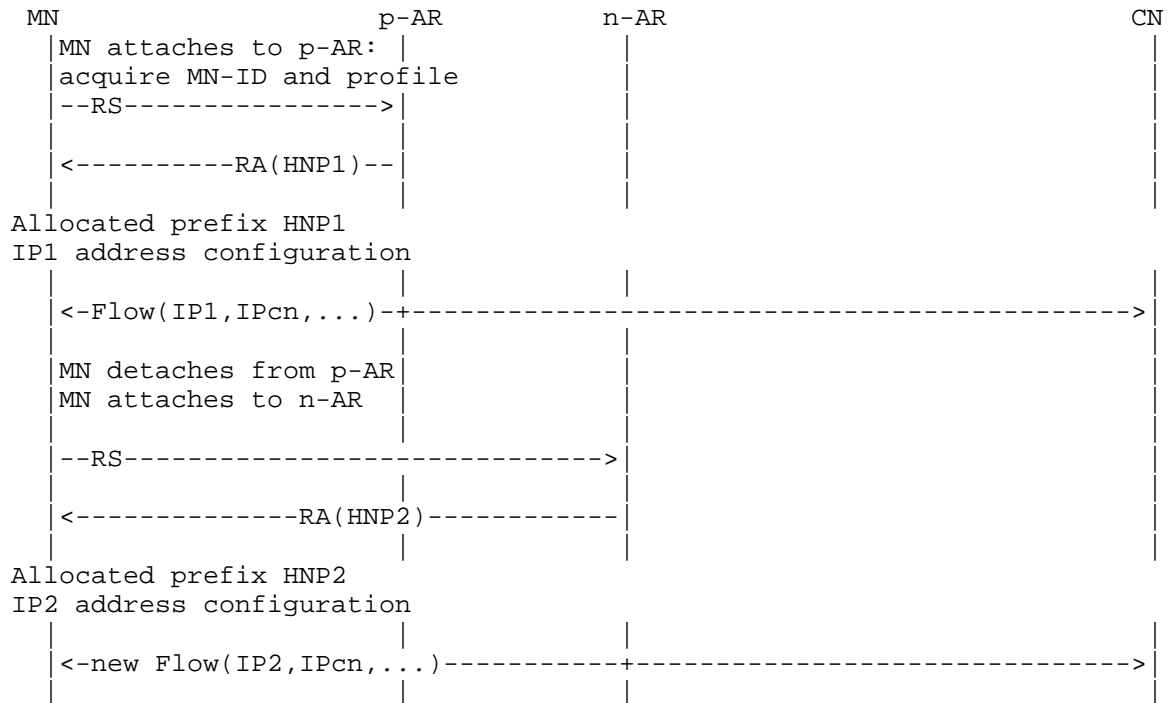 MN p-AR n-AR CN
|MN attaches to p-AR: | | |
|acquire MN-ID and profile | |
|--RS---------------->| | |
| | | |
|<----------RA(HNP1)--| | |
| | | |
Allocated prefix HNP1
IP1 address configuration
| | | |
|<-Flow(IP1,IPcn,...)-+---------------------------------------------->|
| | | |
|MN detaches from p-AR| | |
|MN attaches to n-AR | | |
| | | |
|--RS------------------------------>| |
| | | |
|<--------------RA(HNP2)------------| |
| | | |
Allocated prefix HNP2
IP2 address configuration
| | | |
|<-new Flow(IP2,IPcn,...)-----------+------------------------------->|
| | | |